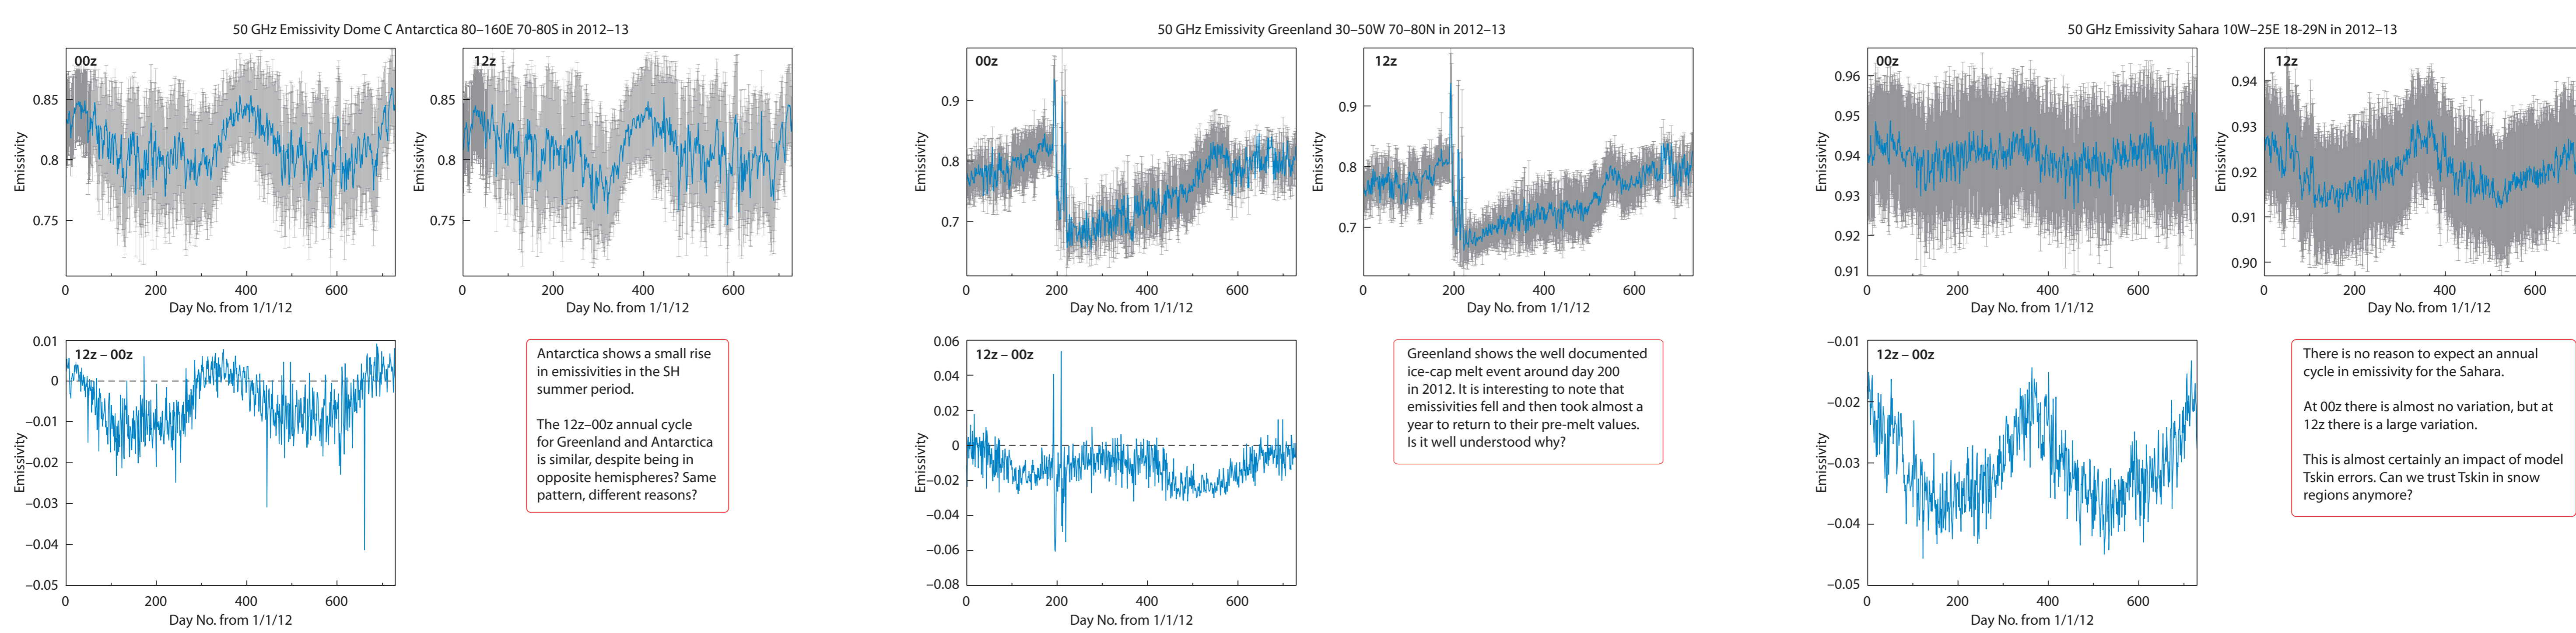 50 GHz Emissivity Dome C Antarctica 80–160E 70-80S in 2012–13
00z
0.85
0.8
0.75
Emissivity
0
200
400
600
Day No. from 1/1/12
12z
0.85
0.8
0.75
Emissivity
0
200
400
600
Day No. from 1/1/12
12z – 00z
0.01
0
–0.01
–0.02
–0.03
–0.04
–0.05
Emissivity
0
200
400
600
Day No. from 1/1/12
Antarctica shows a small rise
in emissivities in the SH
summer period.
The 12z–00z annual cycle
for Greenland and Antarctica
is similar, despite being in
opposite hemispheres? Same
pattern, different reasons?
50 GHz Emissivity Greenland 30–50W 70–80N in 2012–13
00z
0.9
0.8
0.7
Emissivity
0
200
400
600
Day No. from 1/1/12
12z
0.9
0.8
0.7
Emissivity
0
200
400
600
Day No. from 1/1/12
12z – 00z
0.06
0.04
0.02
0
–0.02
–0.04
–0.06
–0.08
Emissivity
0
200
400
600
Day No. from 1/1/12
Greenland shows the well documented
ice-cap melt event around day 200
in 2012. It is interesting to note that
emissivities fell and then took almost a
year to return to their pre-melt values.
Is it well understood why?
50 GHz Emissivity Sahara 10W–25E 18-29N in 2012–13
00z
0.96
0.95
0.94
0.93
0.92
0.91
Emissivity
0
200
400
600
Day No. from 1/1/12
12z
0.94
0.93
0.92
0.91
0.90
Emissivity
0
200
400
600
Day No. from 1/1/12
12z – 00z
–0.01
–0.02
–0.03
–0.04
–0.05
Emissivity
0
200
400
600
Day No. from 1/1/12
There is no reason to expect an annual
cycle in emissivity for the Sahara.
At 00z there is almost no variation, but at
12z there is a large variation.
This is almost certainly an impact of model
Tskin errors. Can we trust Tskin in snow
regions anymore?